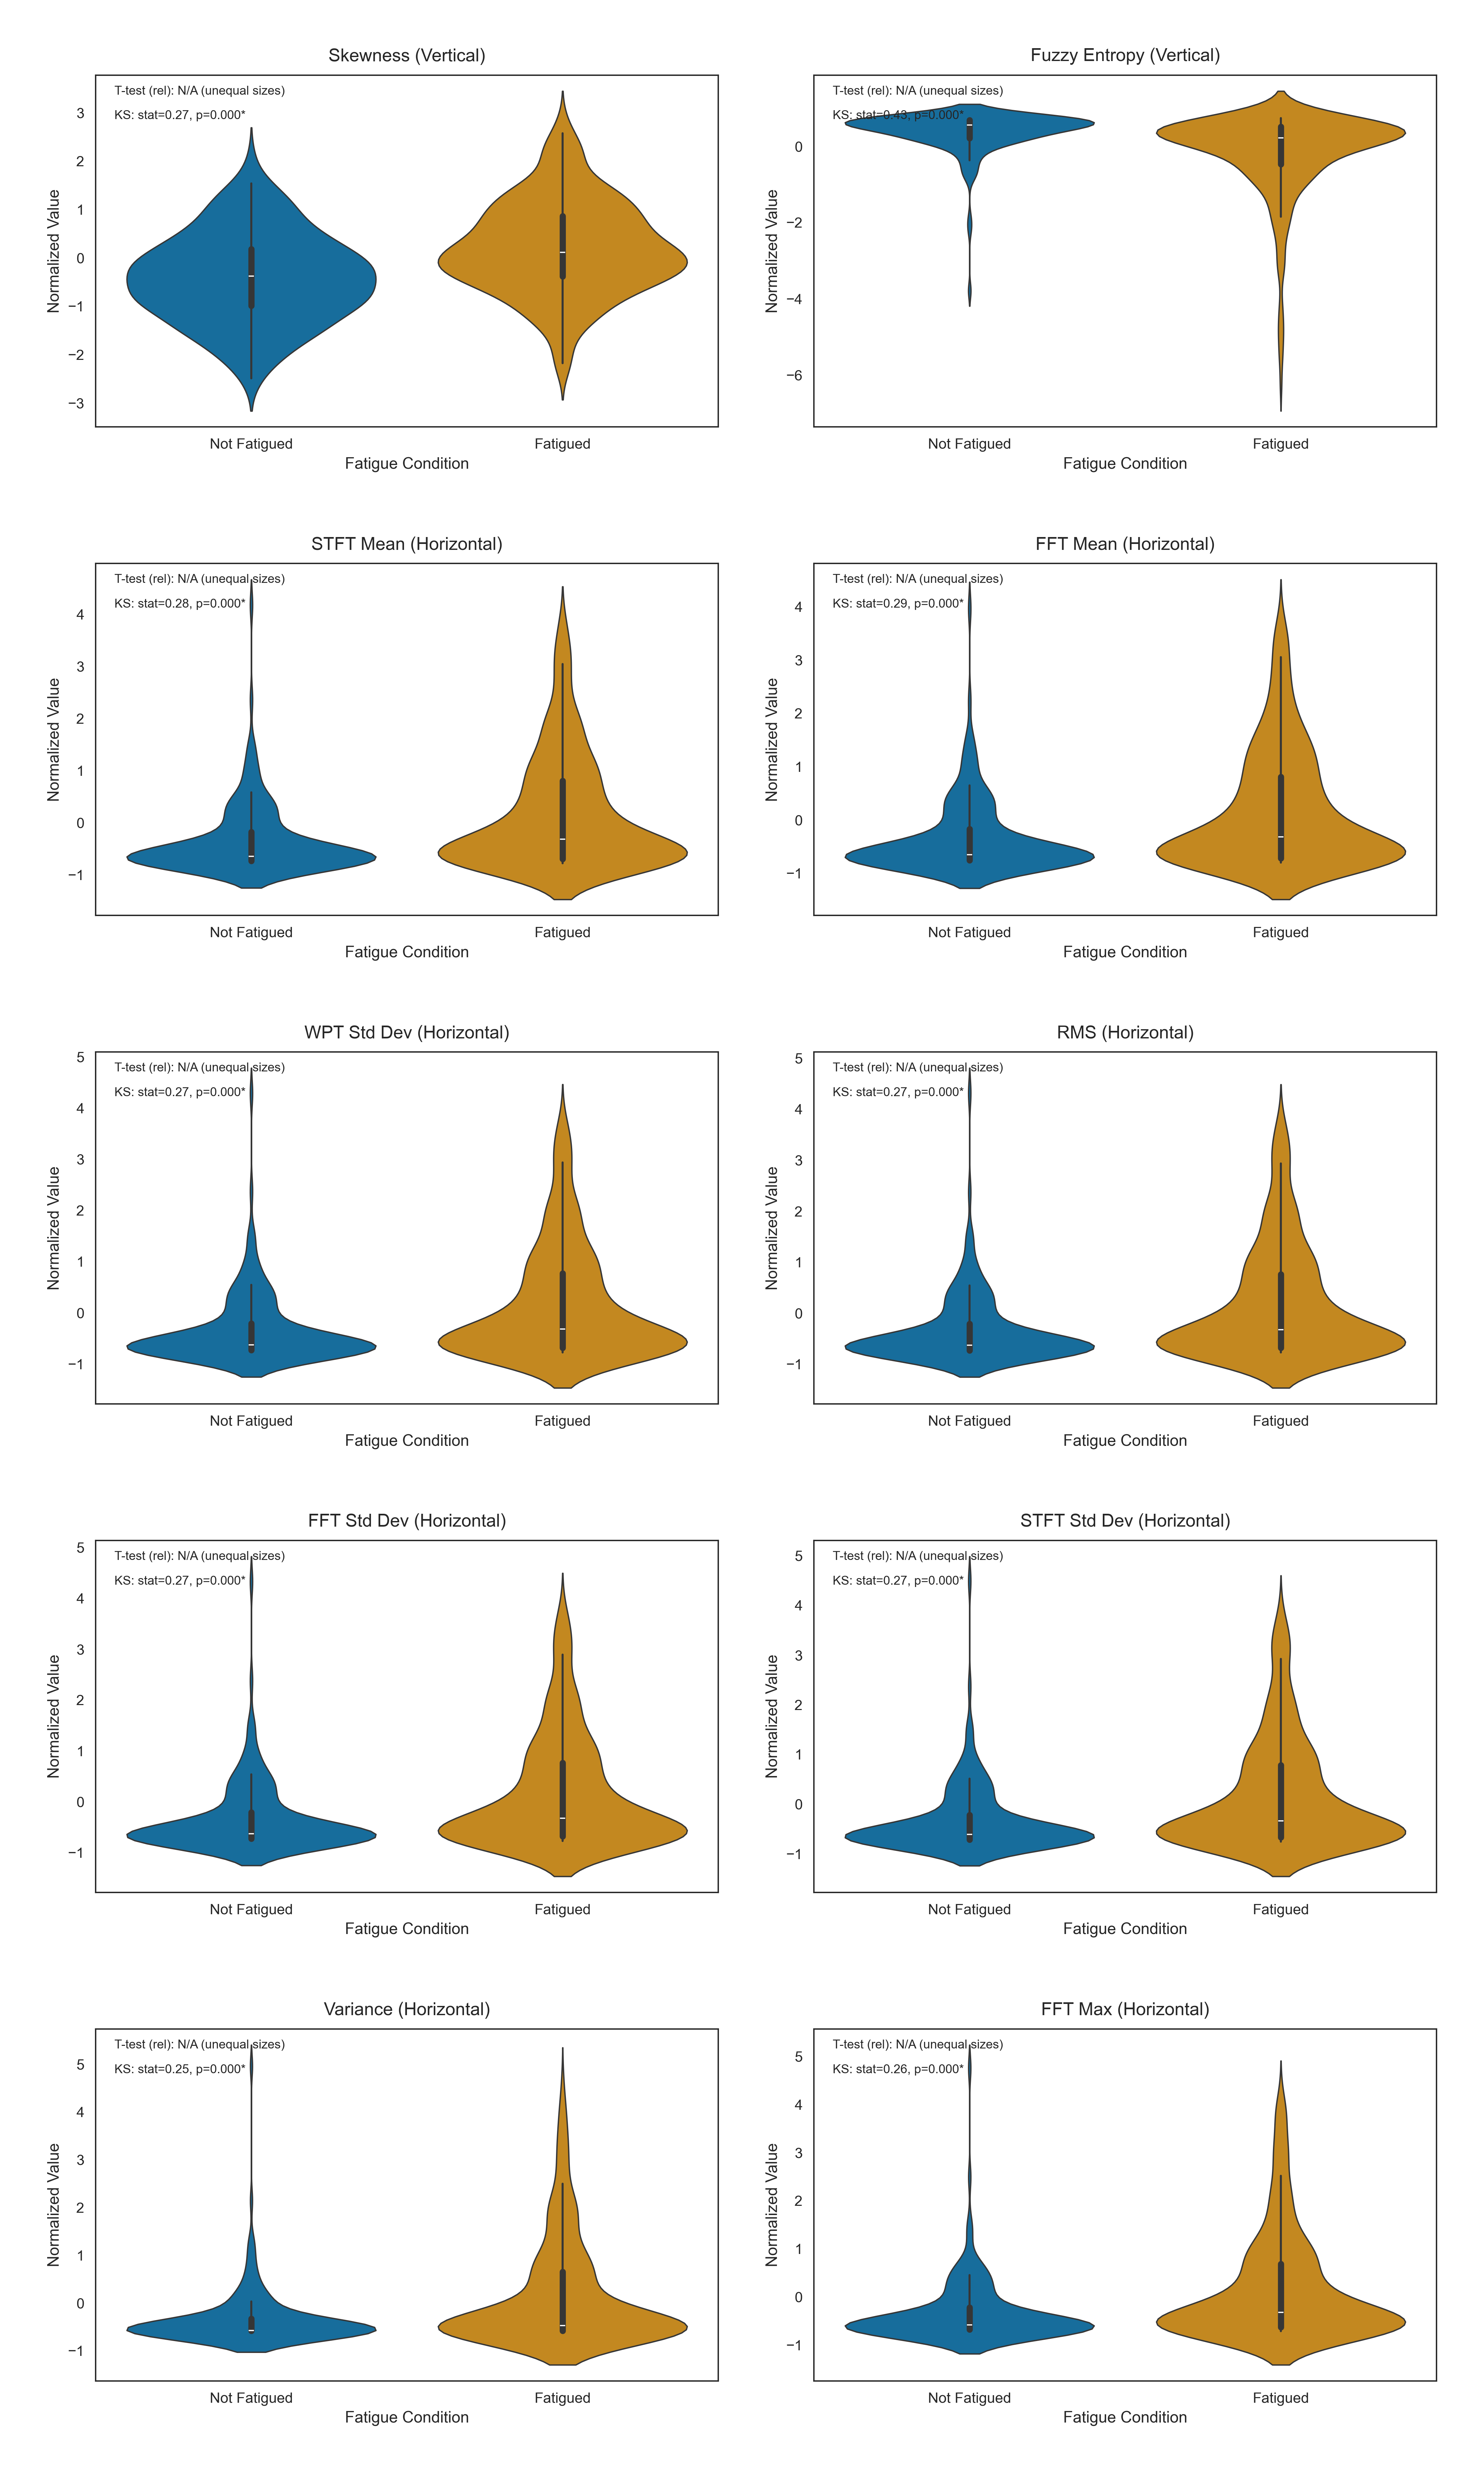 Skewness (Vertical)
T-test (rel): N/A (unequal sizes)
KS: stat=0.27, p=0.000*
Normalized Value
3
2
1
0
−1
−2
−3
Not Fatigued
Fatigued
Fatigue Condition
Fuzzy Entropy (Vertical)
T-test (rel): N/A (unequal sizes)
KS: stat=0.43, p=0.000*
Normalized Value
0
−2
−4
−6
Not Fatigued
Fatigued
Fatigue Condition
STFT Mean (Horizontal)
T-test (rel): N/A (unequal sizes)
KS: stat=0.28, p=0.000*
Normalized Value
4
3
2
1
0
−1
Not Fatigued
Fatigued
Fatigue Condition
FFT Mean (Horizontal)
T-test (rel): N/A (unequal sizes)
KS: stat=0.29, p=0.000*
Normalized Value
4
3
2
1
0
−1
Not Fatigued
Fatigued
Fatigue Condition
WPT Std Dev (Horizontal)
T-test (rel): N/A (unequal sizes)
KS: stat=0.27, p=0.000*
Normalized Value
5
4
3
2
1
0
−1
Not Fatigued
Fatigued
Fatigue Condition
RMS (Horizontal)
T-test (rel): N/A (unequal sizes)
KS: stat=0.27, p=0.000*
Normalized Value
5
4
3
2
1
0
−1
Not Fatigued
Fatigued
Fatigue Condition
FFT Std Dev (Horizontal)
T-test (rel): N/A (unequal sizes)
KS: stat=0.27, p=0.000*
Normalized Value
5
4
3
2
1
0
−1
Not Fatigued
Fatigued
Fatigue Condition
STFT Std Dev (Horizontal)
T-test (rel): N/A (unequal sizes)
KS: stat=0.27, p=0.000*
Normalized Value
5
4
3
2
1
0
−1
Not Fatigued
Fatigued
Fatigue Condition
Variance (Horizontal)
T-test (rel): N/A (unequal sizes)
KS: stat=0.25, p=0.000*
Normalized Value
5
4
3
2
1
0
−1
Not Fatigued
Fatigued
Fatigue Condition
FFT Max (Horizontal)
T-test (rel): N/A (unequal sizes)
KS: stat=0.26, p=0.000*
Normalized Value
5
4
3
2
1
0
−1
Not Fatigued
Fatigued
Fatigue Condition